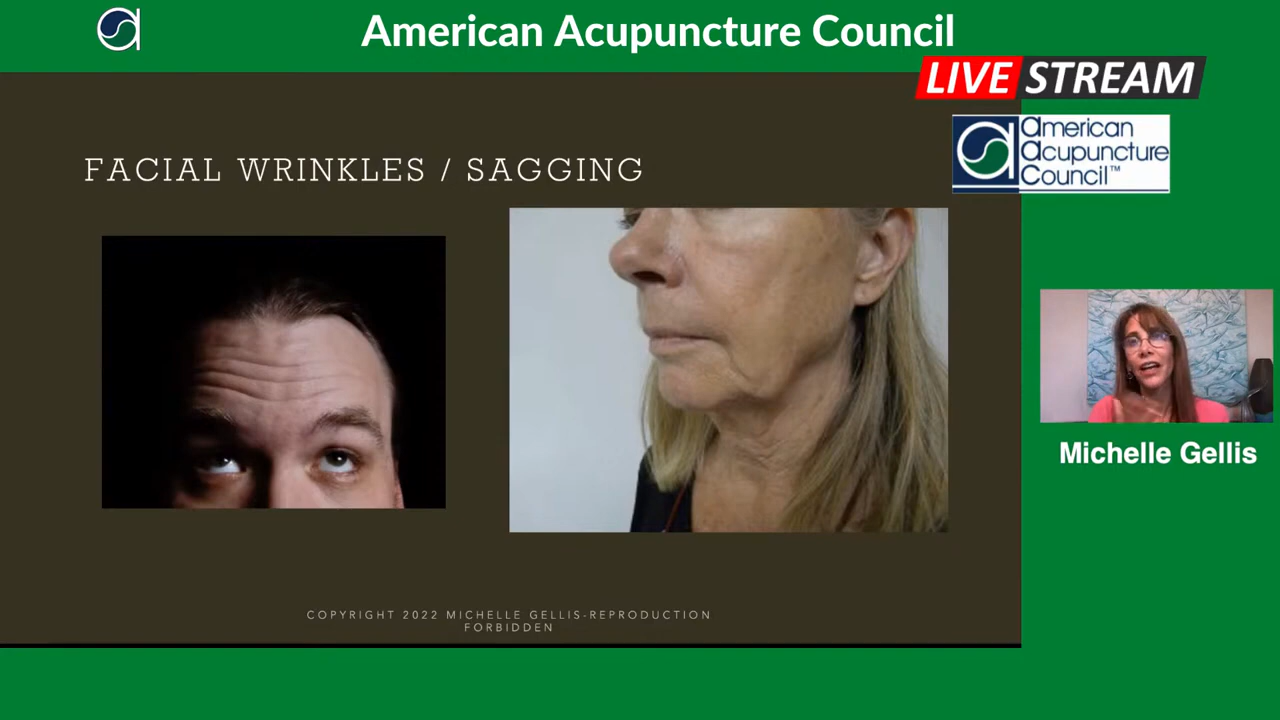 American Acupuncture Council
LIVE STREAM
american
acupuncture
Council™
FACIAL WRINKLES / SAGGING
Michelle Gellis
COPYRIGHT 2022 MICHELLE GELLIS-REPRODUCTION
FORBIDDEN